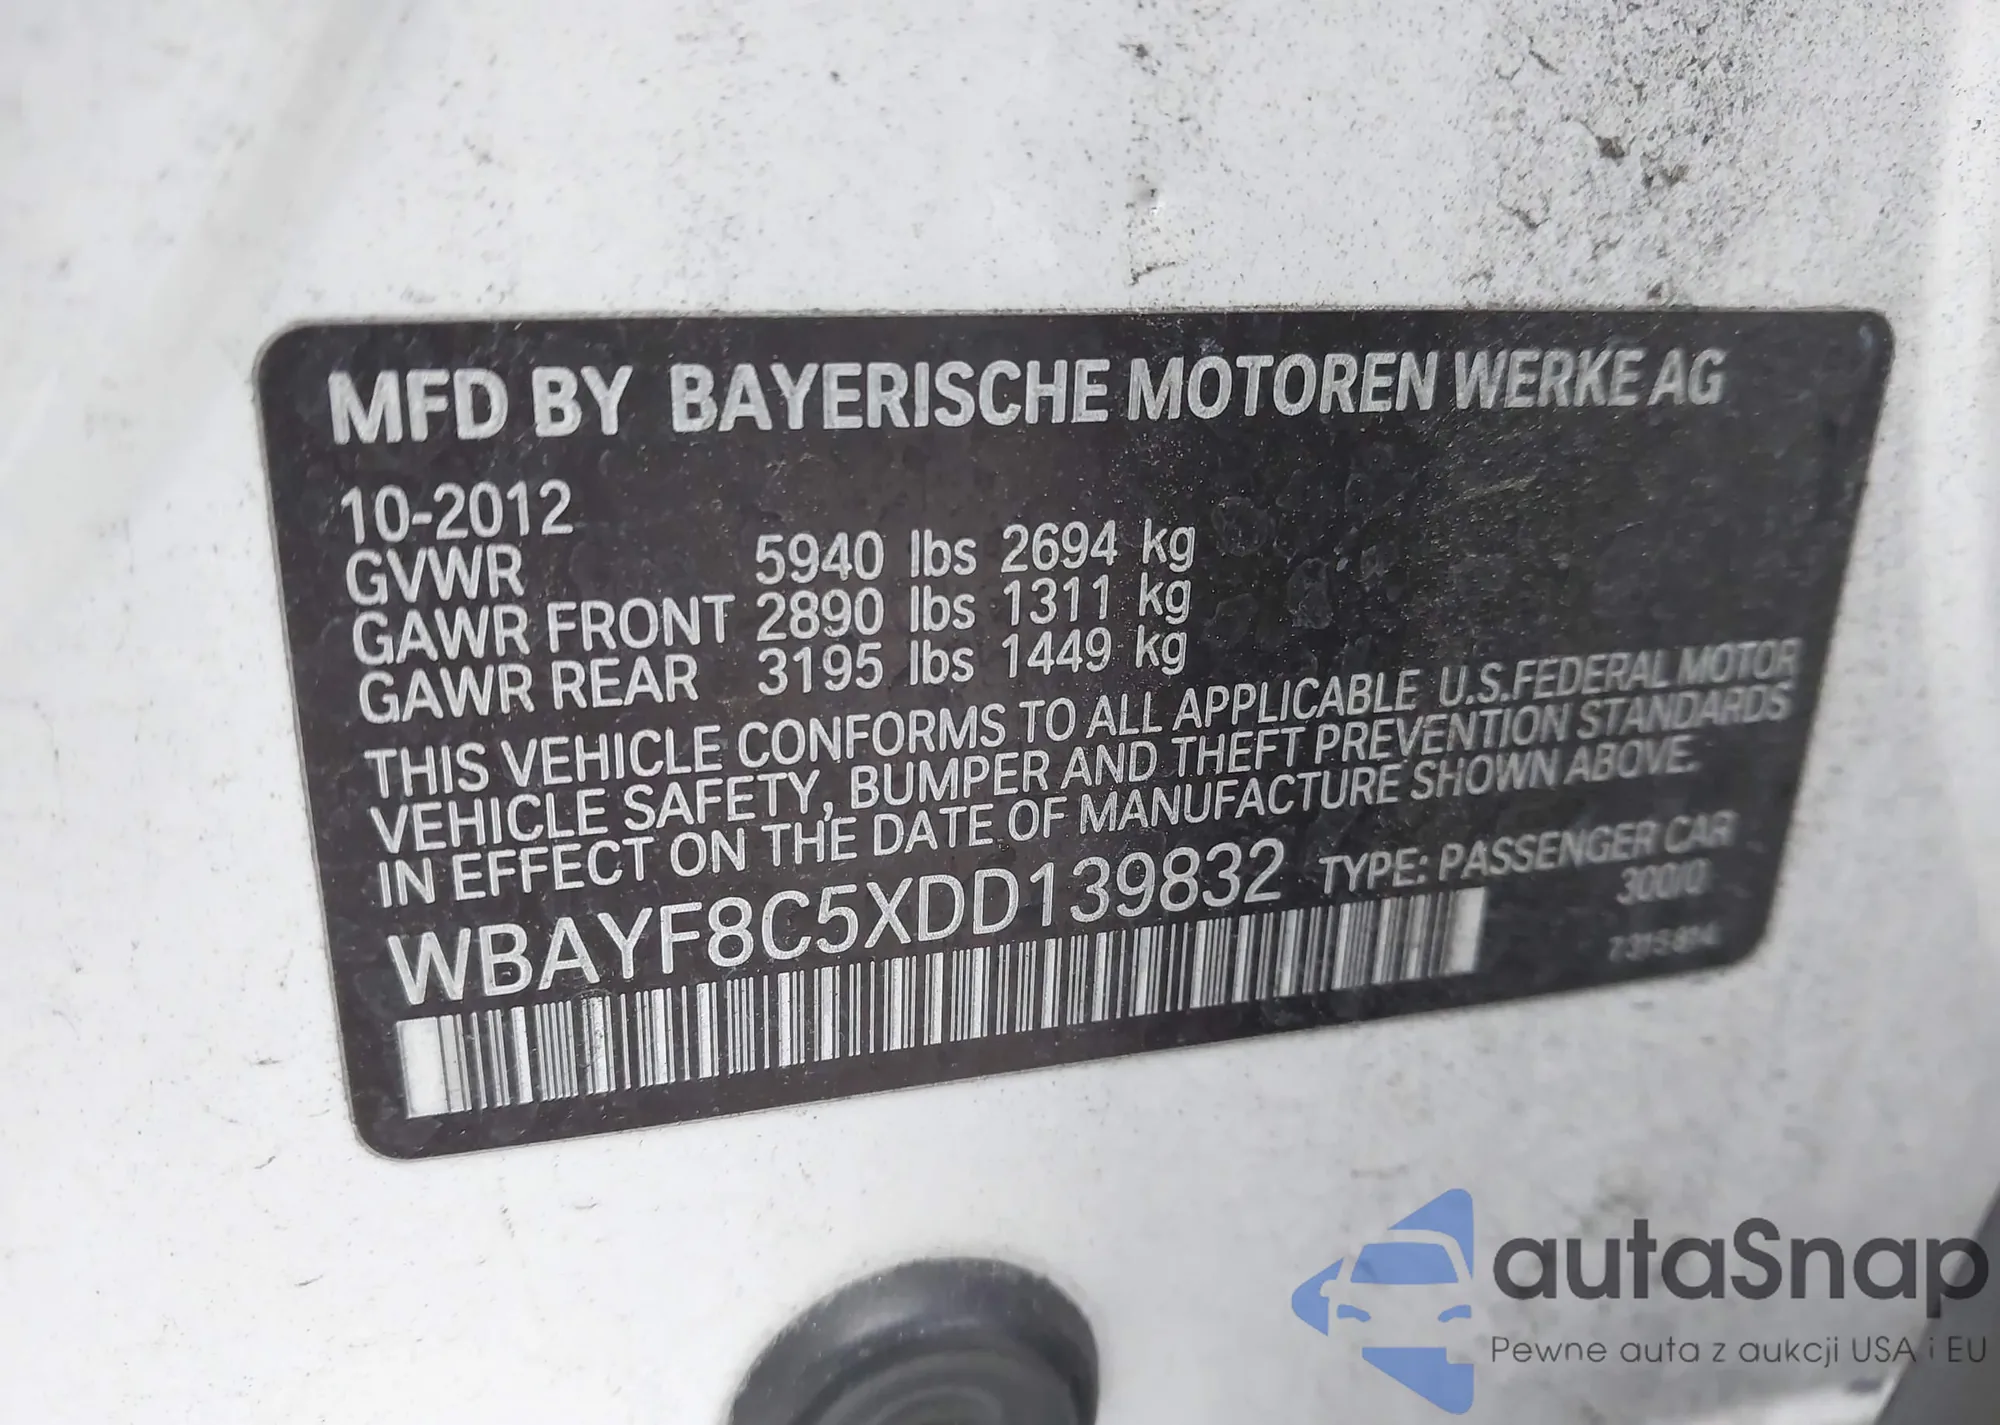 MFD BY BAYERISCHE MOTOREN WERKE AG
10-2012
GVWR 5940 lbs 2694 kg
GAWR FRONT 2890 lbs 1311 kg
GAWR REAR 3195 lbs 1449 kg
THIS VEHICLE CONFORMS TO ALL APPLICABLE U.S.FEDERAL MOTOR
VEHICLE SAFETY, BUMPER AND THEFT PREVENTION STANDARDS
IN EFFECT ON THE DATE OF MANUFACTURE SHOWN ABOVE.
WBAYF8C5XDD139832 TYPE: PASSENGER CAR
300/0
autaSnap
Pewne auta z aukcji USA i EU